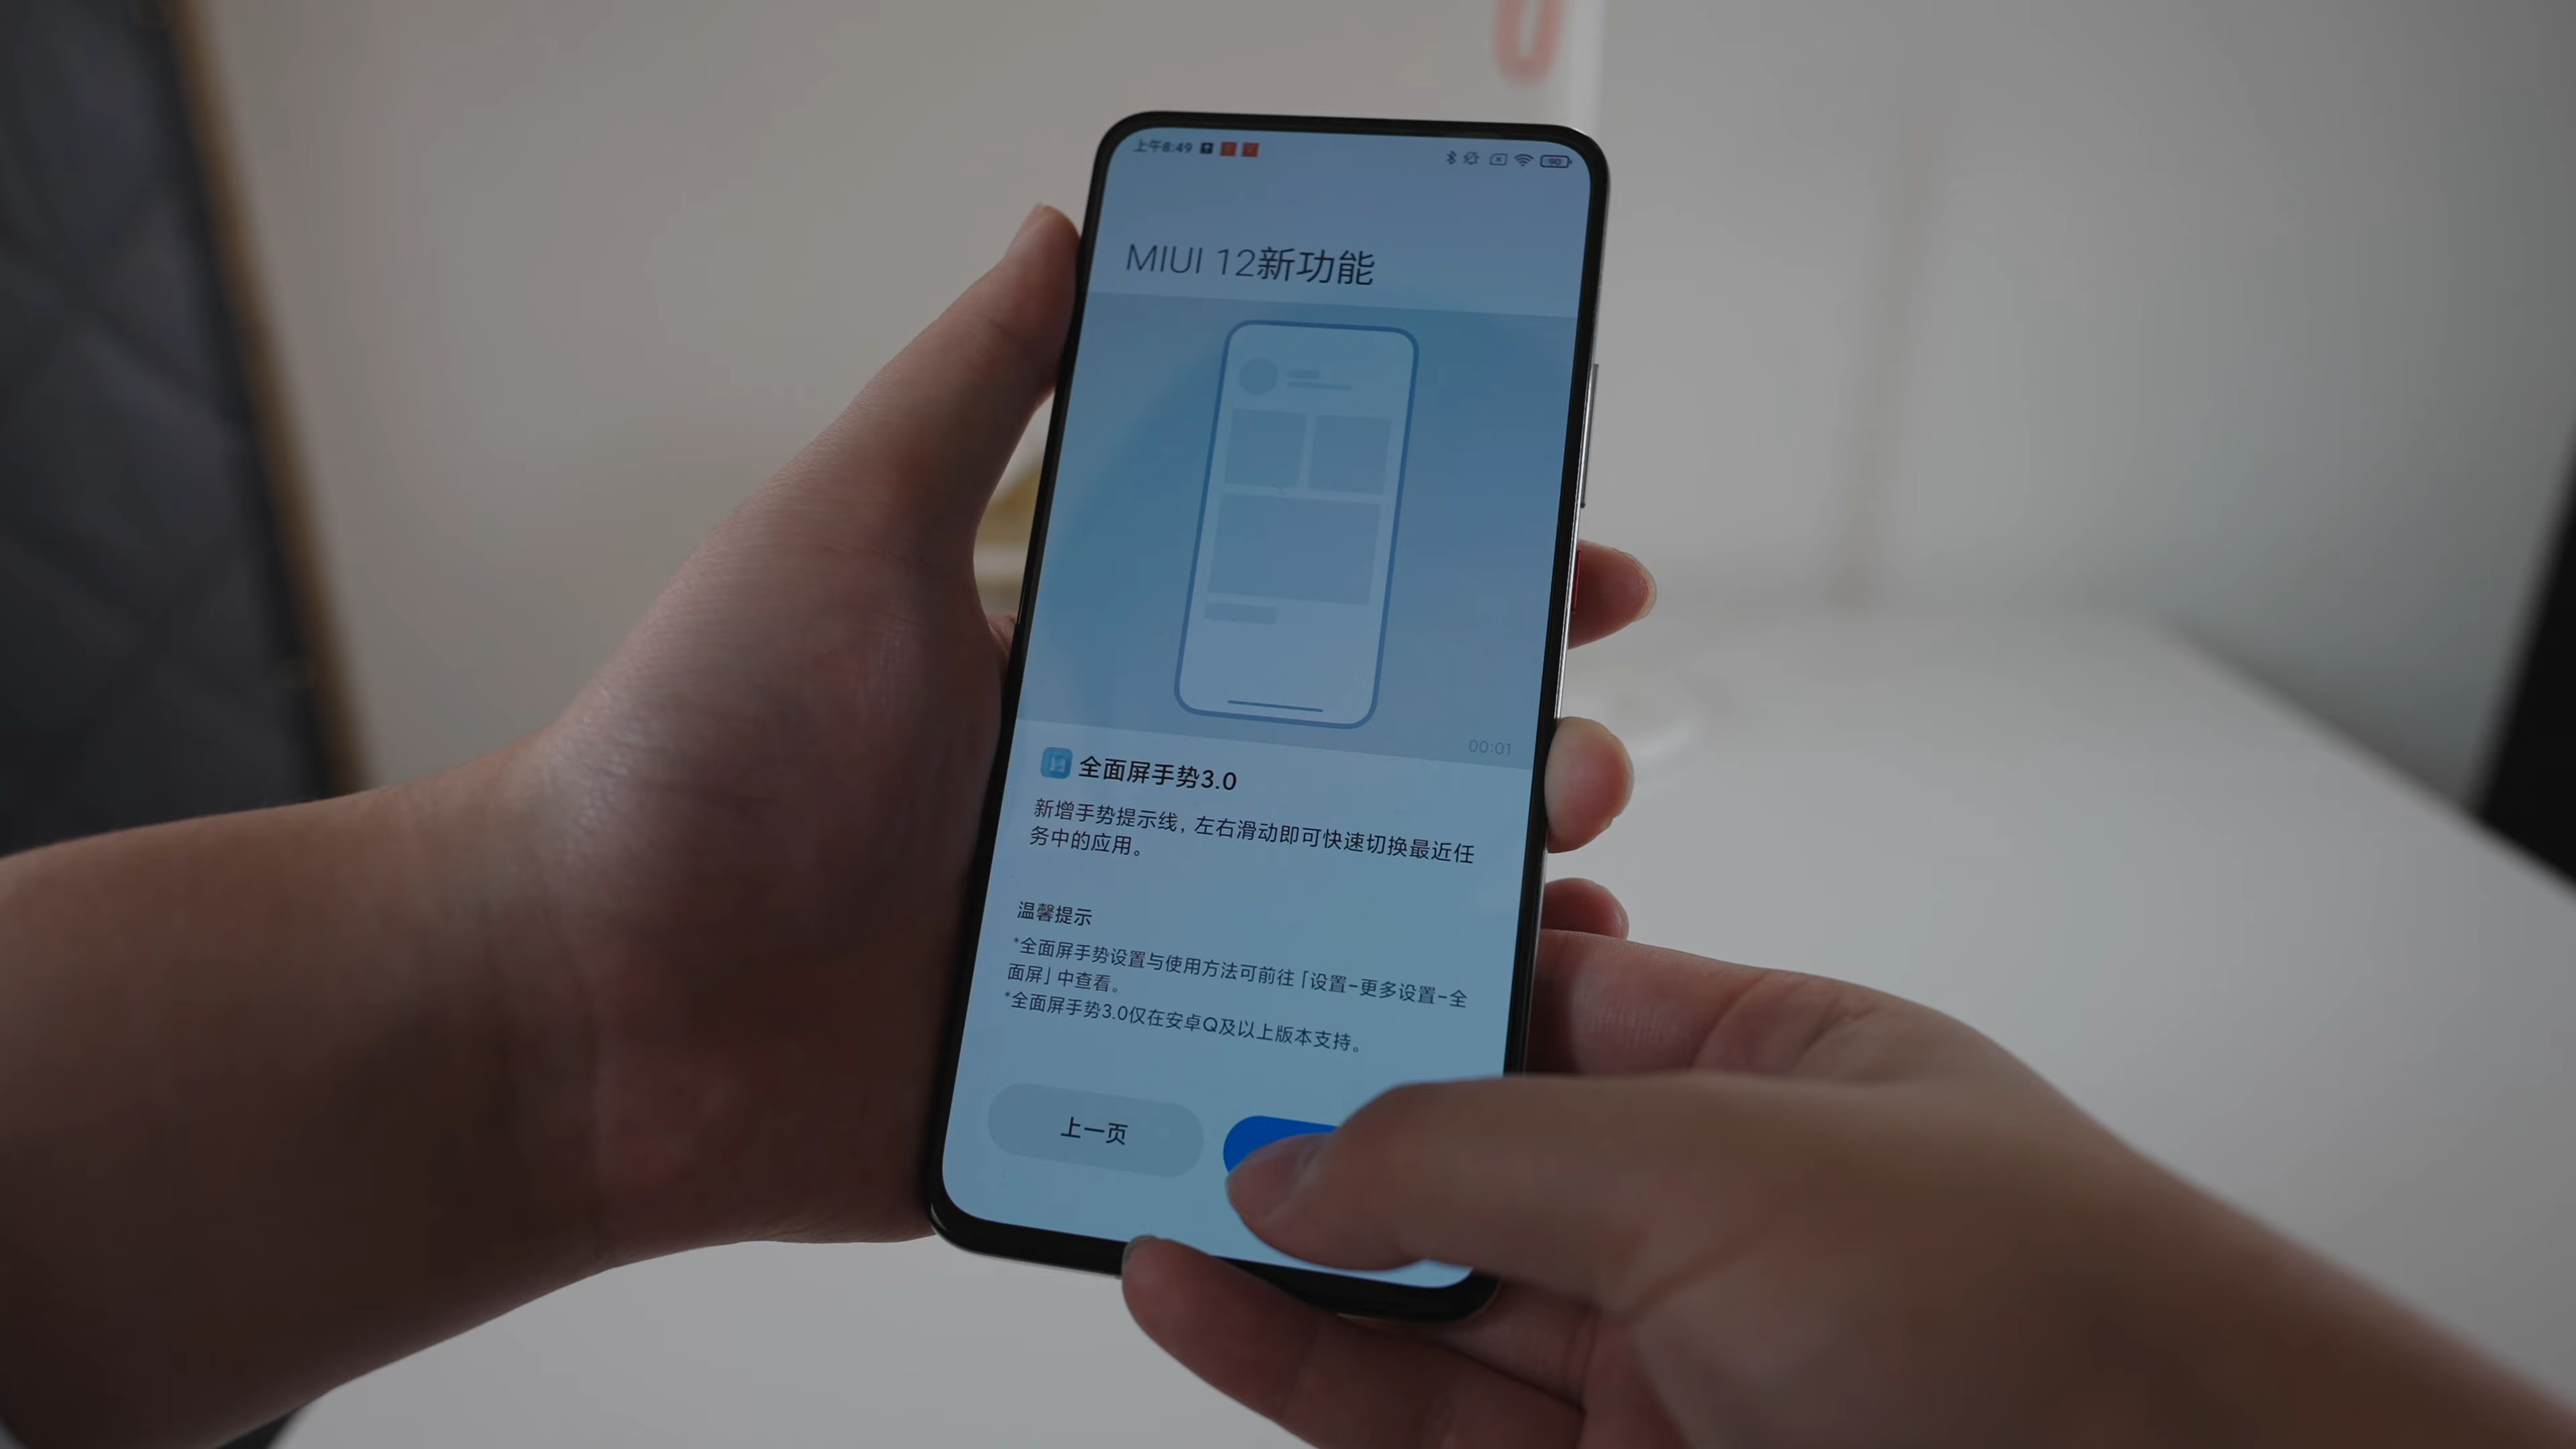 上午8:49
90
MIUI 12新功能
00:01
全面屏手势3.0
新增手势提示线，左右滑动即可快速切换最近任
务中的应用。
温馨提示
*全面屏手势设置与使用方法可前往「设置-更多设置-全
面屏」中查看。
*全面屏手势3.0仅在安卓Q及以上版本支持。
上一页